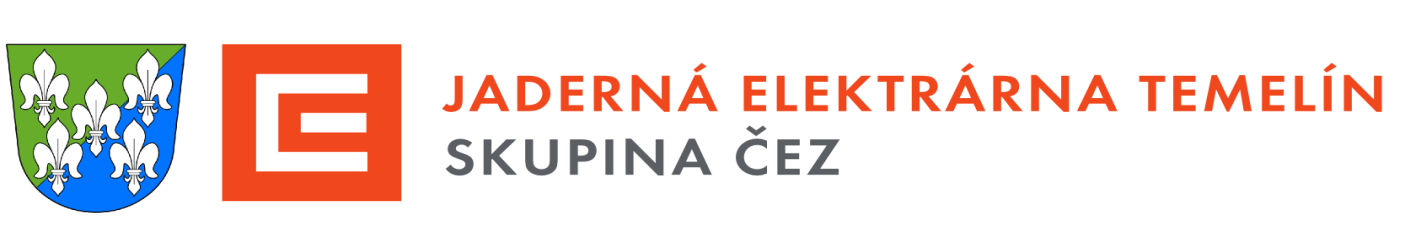 JADERNÁ ELEKTRÁRNA TEMELÍN
SKUPINA ČEZ